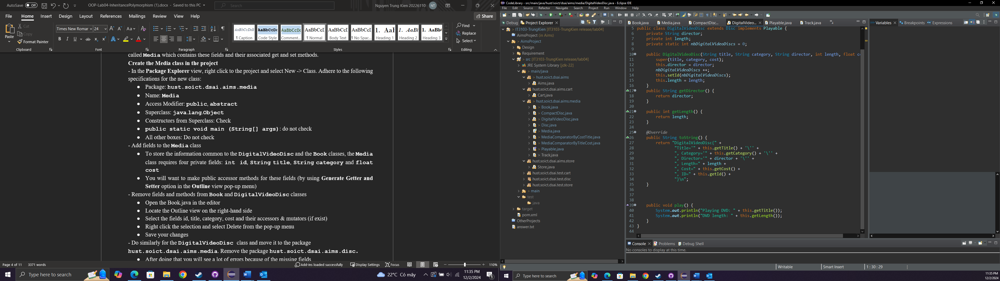 AutoSave Off OOP-Lab04-InheritancePolymorphism (1).docx - Saved to this PC Search Nguyen Trung Kien 20226110 NT
File Home Insert Design Layout References Mailings Review View Help Share
Paste Cut Copy Format Painter
Times New Roman 24
AaBbCcDdE AaBbCcDc AaBbCcDc AaBbCcI AaBbCcI AaBbCcI 1. AaI 1. AaBl 1. AaBb(
¶ Caption Code Style Comment... ¶ Normal Body Text ¶ No Spac... Heading 1 Heading 2 Heading 3
Find Replace Select
Clipboard Font Paragraph Styles Editing
called Media which contains these fields and their associated get and set methods.
Create the Media class in the project
- In the Package Explorer view, right click to the project and select New -> Class. Adhere to the following
specifications for the new class:
● Package: hust.soict.dsai.aims.media
● Name: Media
● Access Modifier: public, abstract
● Superclass: java.lang.Object
● Constructors from Superclass: Check
● public static void main (String[] args): do not check
● All other boxes: Do not check
- Add fields to the Media class
● To store the information common to the DigitalVideoDisc and the Book classes, the Media
class requires four private fields: int id, String title, String category and float
cost
● You will want to make public accessor methods for these fields (by using Generate Getter and
Setter option in the Outline view pop-up menu)
- Remove fields and methods from Book and DigitalVideoDisc classes
● Open the Book.java in the editor
● Locate the Outline view on the right-hand side
● Select the fields id, title, category, cost and their accessors & mutators (if exist)
● Right click the selection and select Delete from the pop-up menu
● Save your changes
- Do similarly for the DigitalVideoDisc class and move it to the package
hust.soict.dsai.aims.media. Remove the package hust.soict.dsai.aims.disc.
● After doing that you will see a lot of errors because of the missing fields
Page 4 of 11 3371 words Add-ins loaded successfully Display Settings Focus 110%
Type here to search 22°C Có mây 11:35 PM
12/2/2024
CodeLibrary - src/main/java/hust/soict/dsai/aims/media/DigitalVideoDisc.java - Eclipse IDE
File Edit Source Refactor Navigate Search Project Run Window Help
Debug Project Explorer
> IT3103-TrungKien [IT3103-TrungKien release/lab04]
AimsProject (in Aims)
> AimsProject
Design
Requirement
> src [IT3103-TrungKien release/lab04]
JRE System Library [jdk-22]
> main/java
> hust.soict.dsai.aims
Aims.java
hust.soict.dsai.aims.cart
Cart.java
> hust.soict.dsai.aims.media
> Book.java
> CompactDisc.java
> DigitalVideoDisc.java
> Disc.java
> Media.java
> MediaComparatorByCostTitle.java
> MediaComparatorByTitleCost.java
> Playable.java
> Track.java
hust.soict.dsai.aims.store
Store.java
hust.soict.dsai.test.cart
hust.soict.dsai.test.disc
hust.soict.dsai.test.store
> main
test
java
target
pom.xml
OtherProjects
answer.txt
Book.java Media.java CompactDisc... DigitalVideo... Playable.java Track.java
5 public class DigitalVideoDisc extends Disc implements Playable {
6 private String director;
7 private int length;
8 private static int nbDigitalVideoDiscs = 0;
9
10 public DigitalVideoDisc(String title, String category, String director, int length, float c
11 super(title, category, cost);
12 this.director = director;
13 nbDigitalVideoDiscs ++;
14 this.setId(nbDigitalVideoDiscs);
15 this.length = length;
16 }
17 public String getDirector() {
18 return director;
19 }
20
21 public int getLength() {
22 return length;
23 }
24
25 @Override
26 public String toString() {
27 return "DigitalVideoDisc{" +
28 "Title='" + this.getTitle() + '\'' +
29 ", Category='" + this.getCategory() + '\'' +
30 ", Director='" + director + '\'' +
31 ", Length=" + length +
32 ", Cost=" + this.getCost() +
33 ", ID=" + this.getId() +
34 "}\n";
35 }
36
37
38
39 public void play() {
40 System.out.println("Playing DVD: " + this.getTitle());
41 System.out.println("DVD length: " + this.getLength());
42 }
43 }
44
Variables Breakpoints Expressions
Console Problems Debug Shell
No consoles to display at this time.
Writable Smart Insert 1 : 30 : 29
Type here to search 11:35 PM
12/2/2024